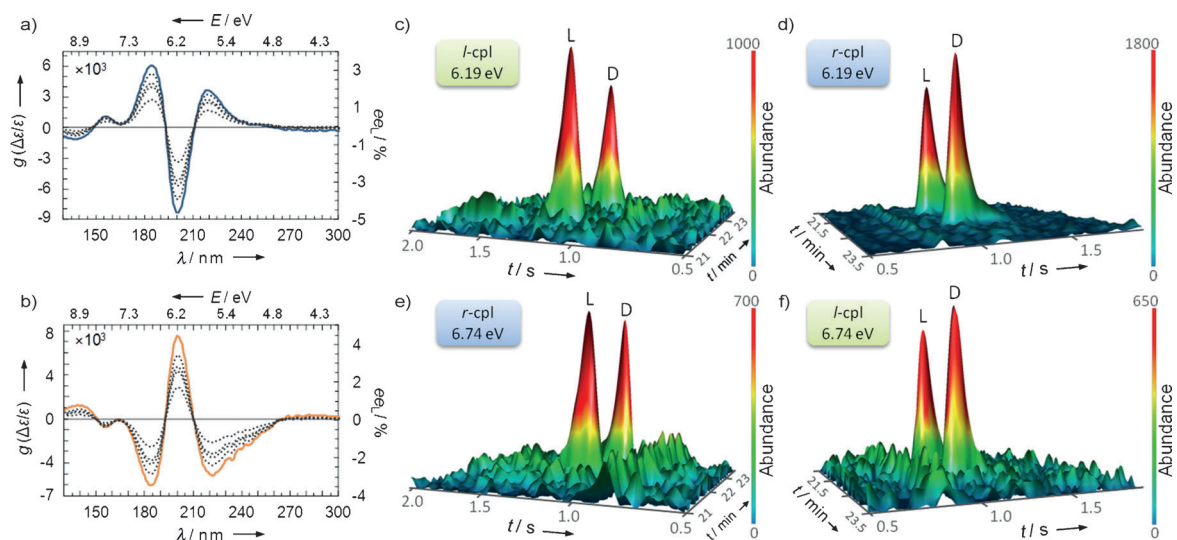 a)
← E / eV
8.9 7.3 6.2 5.4 4.8 4.3
×10³
6
3
0
-3
-6
-9
g (Δε/ε) →
3
1
-1
-3
-5
ee_L / %
150 180 210 240 270 300
λ / nm →
b)
← E / eV
8.9 7.3 6.2 5.4 4.8 4.3
×10³
8
4
0
-4
-7
g (Δε/ε) →
4
2
0
-2
-4
ee_L / %
150 180 210 240 270 300
λ / nm →
c)
l-cpl
6.19 eV
L
D
1000
Abundance
0
2.0 1.5 1.0 0.5
t / s →
21 22 23
t / min →
d)
r-cpl
6.19 eV
L
D
1800
Abundance
0
21.5
23.5
t / min →
0.5 1.0 1.5
t / s →
e)
r-cpl
6.74 eV
L
D
700
Abundance
0
2.0 1.5 1.0 0.5
t / s →
21 22 23
t / min →
f)
l-cpl
6.74 eV
L
D
650
Abundance
0
21.5
23.5
t / min →
0.5 1.0 1.5
t / s →